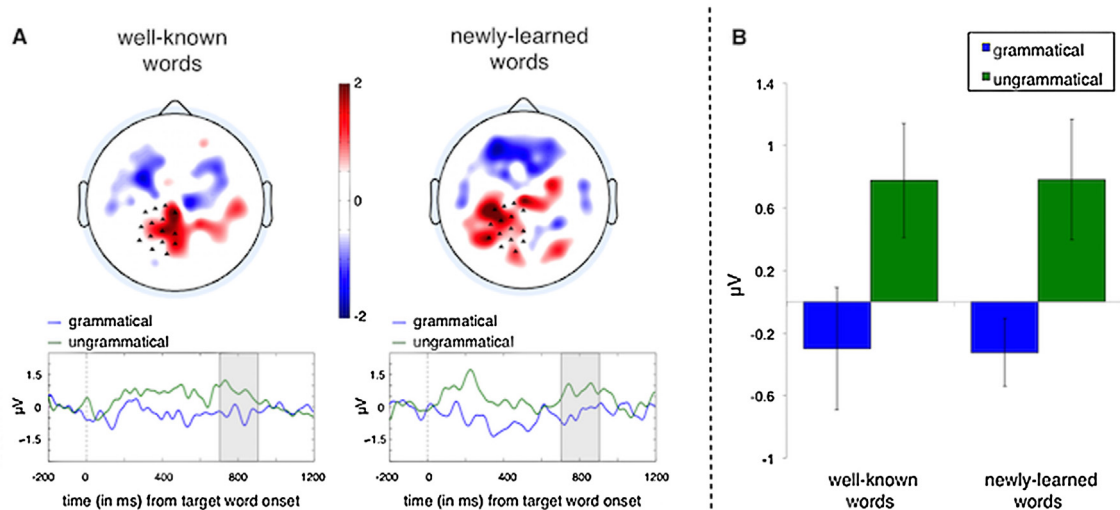 A
well-known
words
newly-learned
words
2
0
-2
grammatical
ungrammatical
grammatical
ungrammatical
1.5
0
-1.5
μV
-200 0 400 800 1200
time (in ms) from target word onset
1.5
0
-1.5
μV
-200 0 400 800 1200
time (in ms) from target word onset
B
grammatical
ungrammatical
1.4
1
0.6
0.2
-0.2
-0.6
-1
μV
well-known
words
newly-learned
words